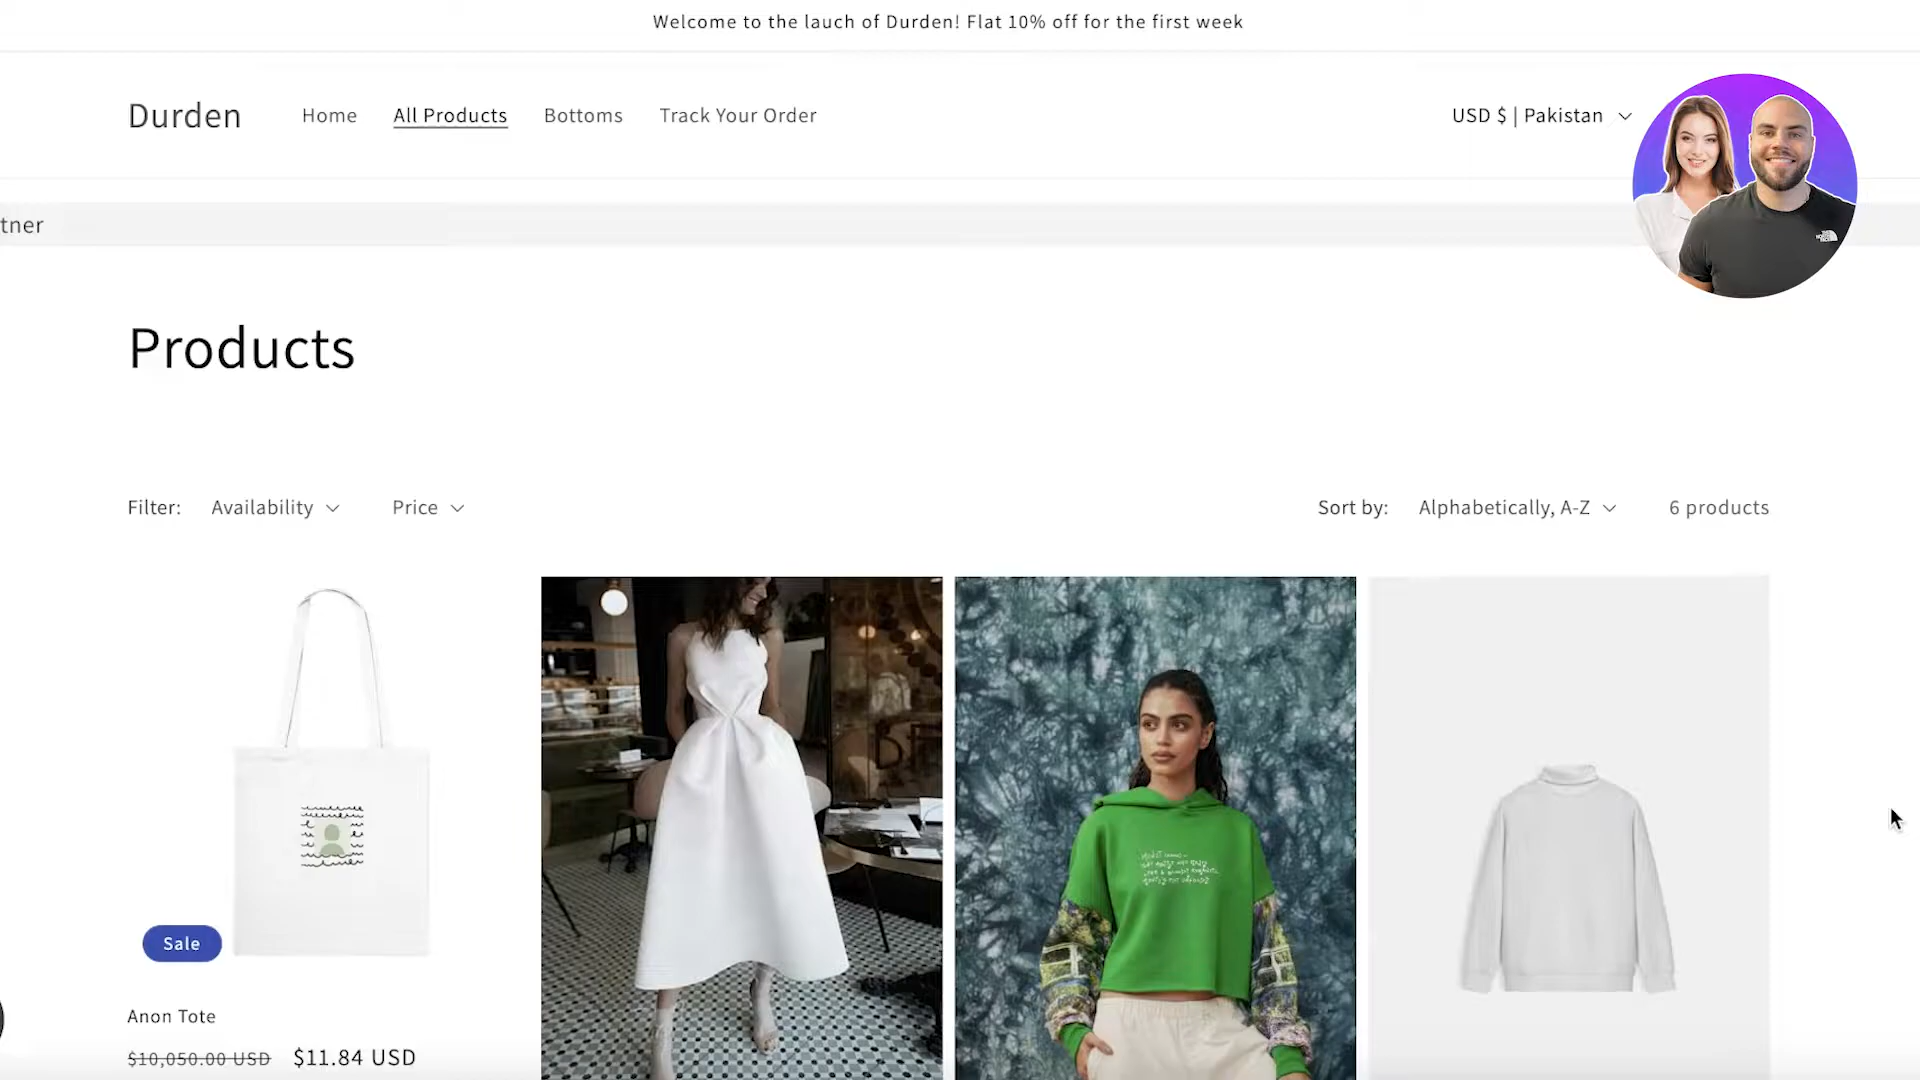 Welcome to the lauch of Durden! Flat 10% off for the first week
Durden Home All Products Bottoms Track Your Order USD $ | Pakistan
tner
Products
Filter: Availability Price Sort by: Alphabetically, A-Z 6 products
Sale
Anon Tote
$10,050.00 USD $11.84 USD